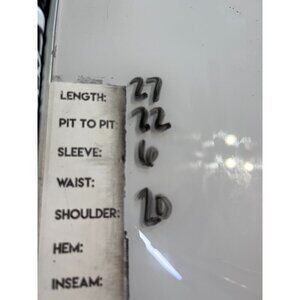 LENGTH: 27
PIT TO PIT 22
SLEEVE: 6
WAIST:
SHOULDER: 20
HEM:
INSEAM: